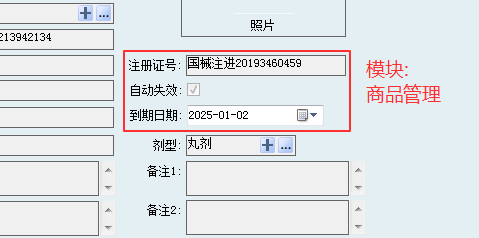 照片
213942134
注册证号: 国械注进20193460459
自动失效:
到期日期: 2025-01-02
模块:
商品管理
剂型: 丸剂
备注1:
备注2: